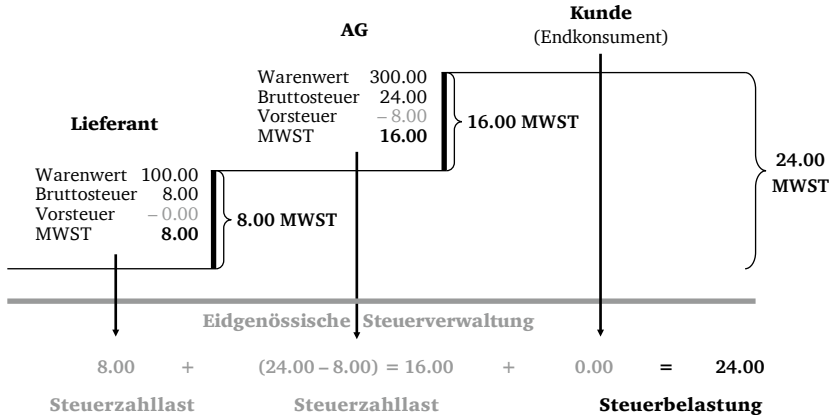 Kunde
(Endkonsument)
AG
Warenwert 300.00
Bruttosteuer 24.00
Vorsteuer – 8.00
MWST 16.00
16.00 MWST
Lieferant
Warenwert 100.00
Bruttosteuer 8.00
Vorsteuer – 0.00
MWST 8.00
8.00 MWST
24.00
MWST
Eidgenössische Steuerverwaltung
8.00 + (24.00 – 8.00) = 16.00 + 0.00 = 24.00
Steuerzahllast Steuerzahllast Steuerbelastung